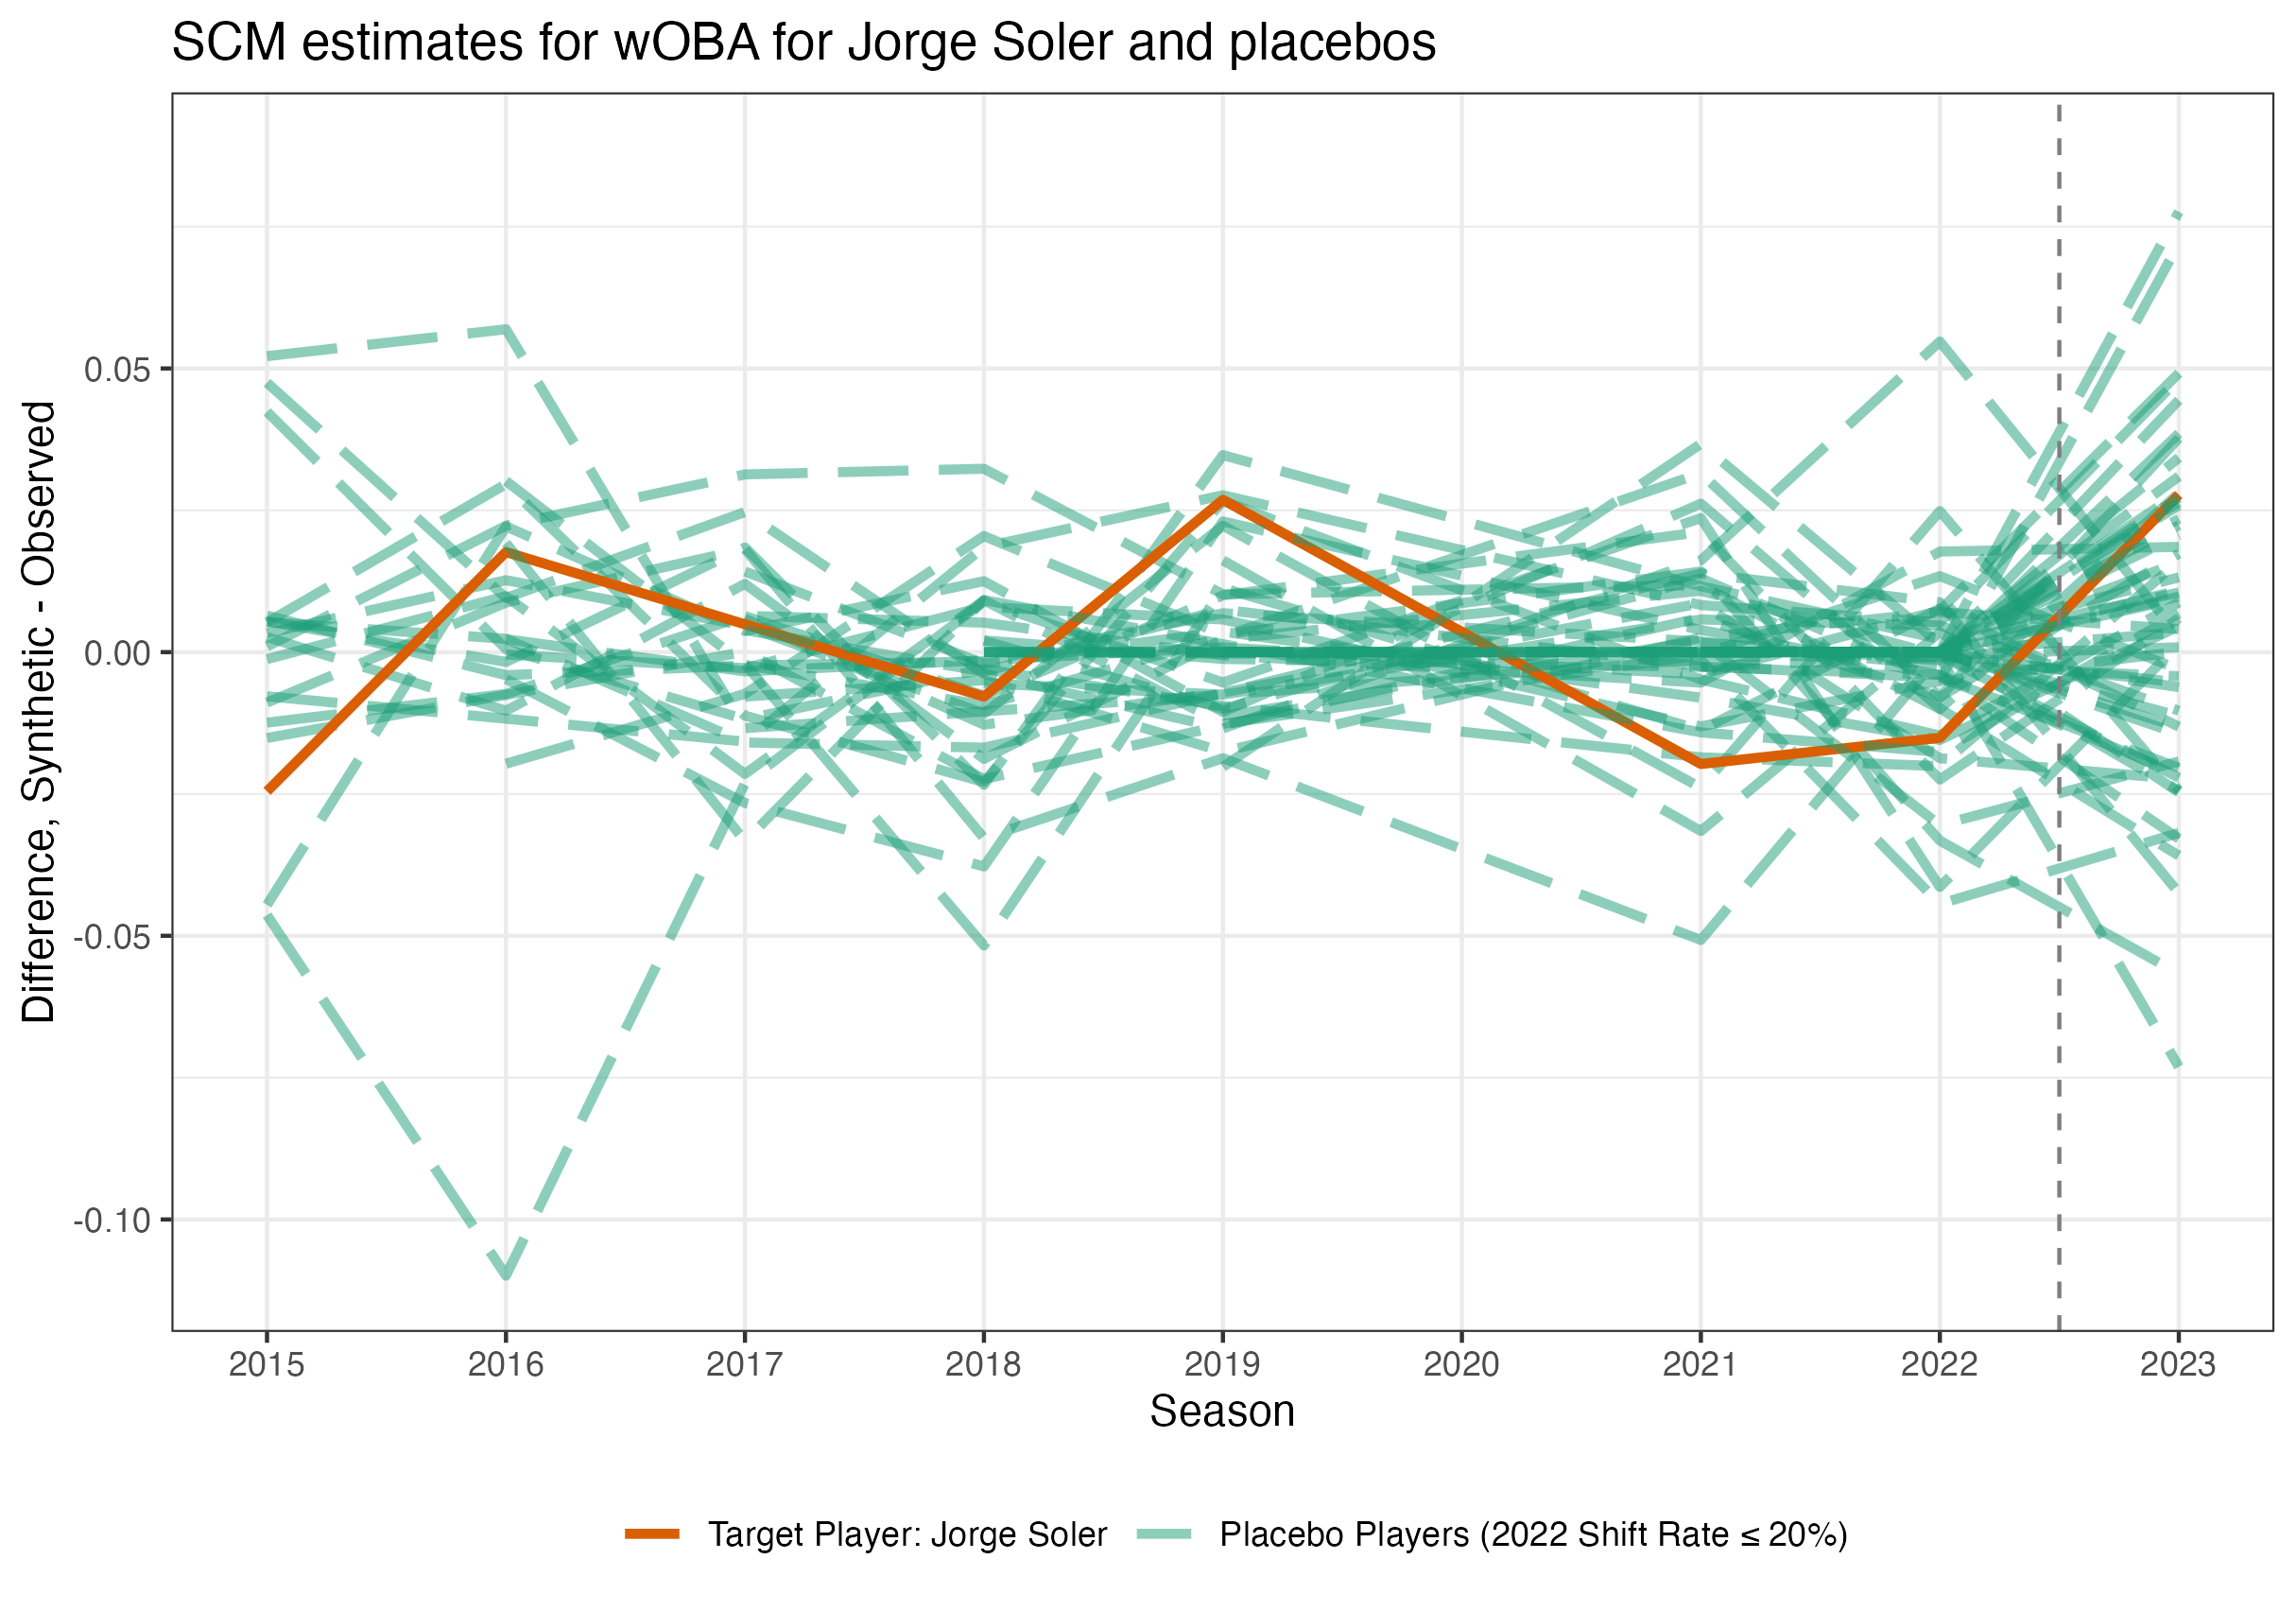 SCM estimates for wOBA for Jorge Soler and placebos
Difference, Synthetic - Observed
0.05
0.00
-0.05
-0.10
2015 2016 2017 2018 2019 2020 2021 2022 2023
Season
Target Player: Jorge Soler Placebo Players (2022 Shift Rate ≤ 20%)